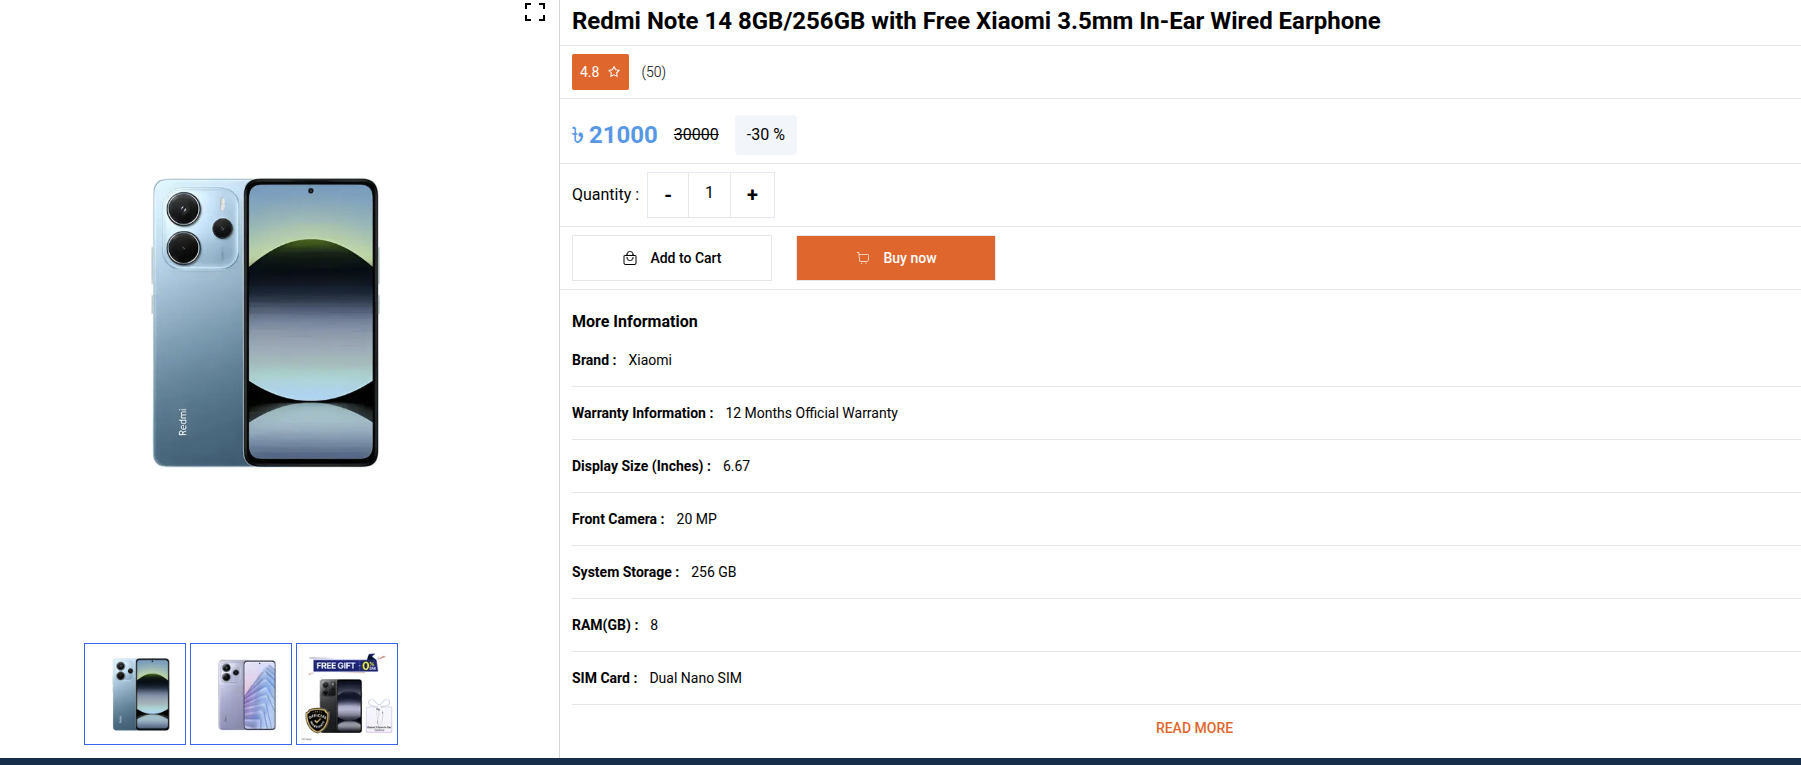 Redmi Note 14 8GB/256GB with Free Xiaomi 3.5mm In-Ear Wired Earphone
4.8 (50)
৳ 21000 30000 -30 %
Quantity : - 1 +
Add to Cart Buy now
More Information
Brand : Xiaomi
Warranty Information : 12 Months Official Warranty
Display Size (Inches) : 6.67
Front Camera : 20 MP
System Storage : 256 GB
RAM(GB) : 8
SIM Card : Dual Nano SIM
READ MORE
Redmi
FREE GIFT 0%